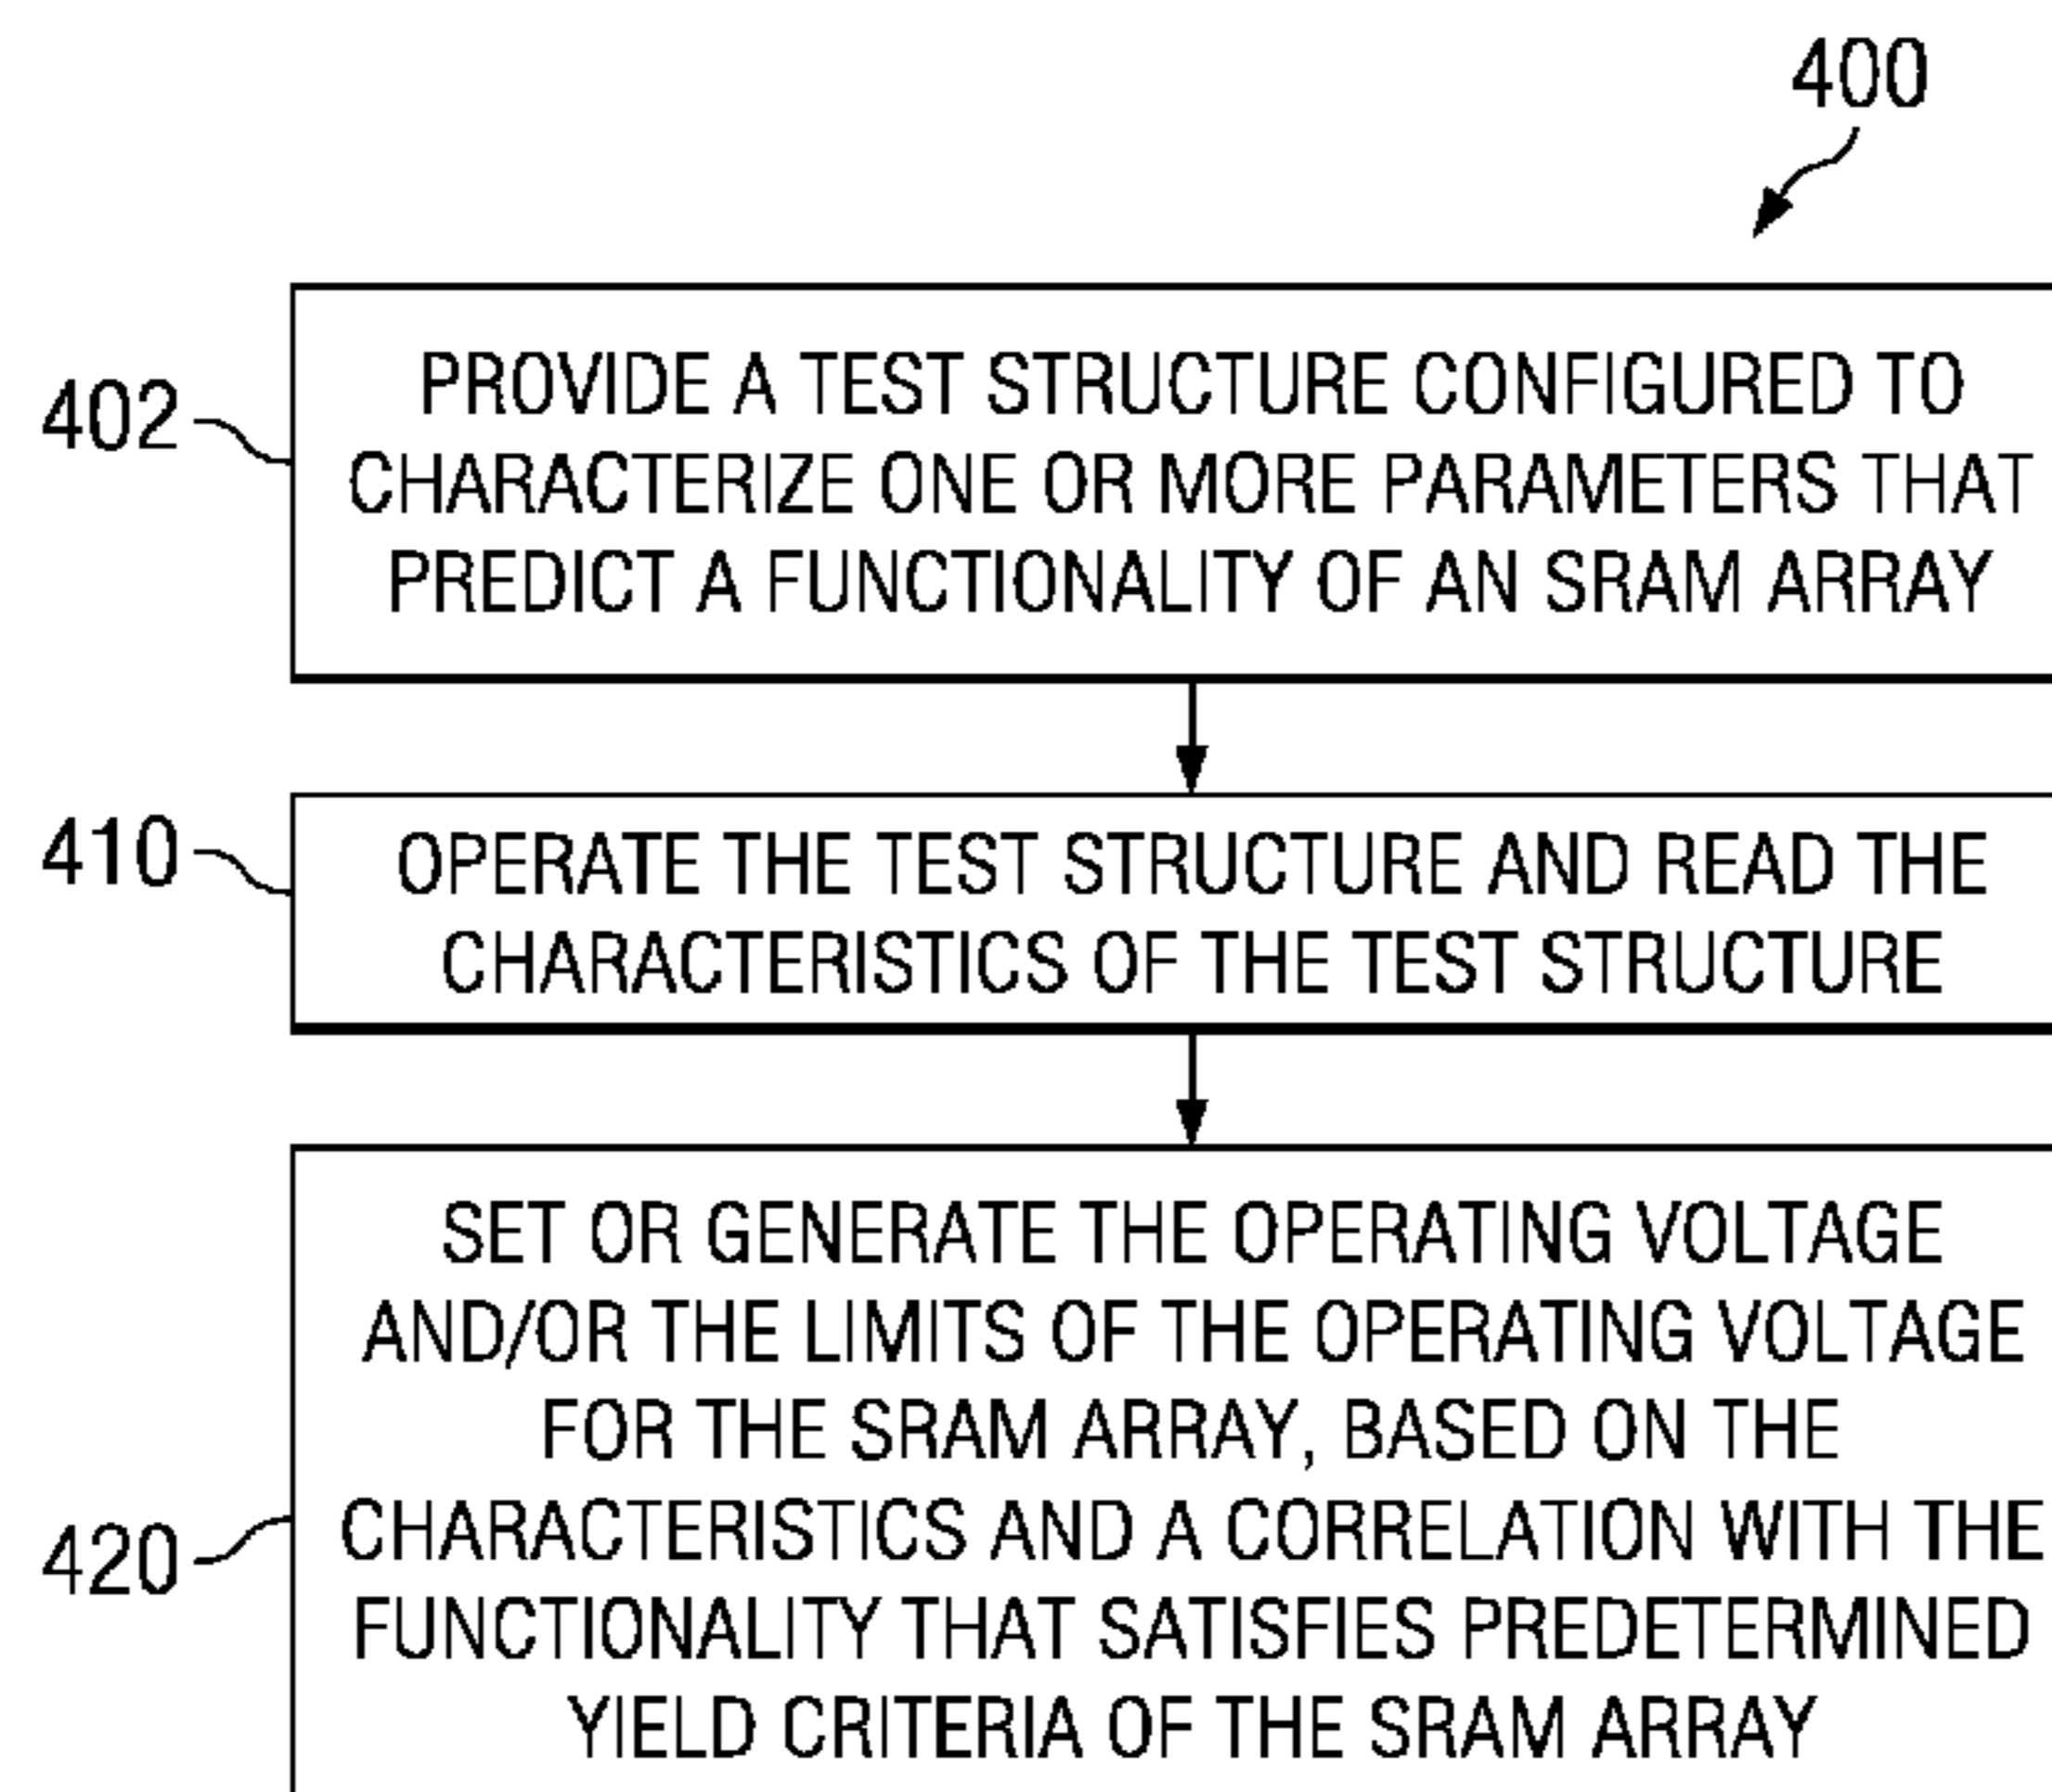 400
402
PROVIDE A TEST STRUCTURE CONFIGURED TO
CHARACTERIZE ONE OR MORE PARAMETERS THAT
PREDICT A FUNCTIONALITY OF AN SRAM ARRAY
410
OPERATE THE TEST STRUCTURE AND READ THE
CHARACTERISTICS OF THE TEST STRUCTURE
420
SET OR GENERATE THE OPERATING VOLTAGE
AND/OR THE LIMITS OF THE OPERATING VOLTAGE
FOR THE SRAM ARRAY, BASED ON THE
CHARACTERISTICS AND A CORRELATION WITH THE
FUNCTIONALITY THAT SATISFIES PREDETERMINED
YIELD CRITERIA OF THE SRAM ARRAY